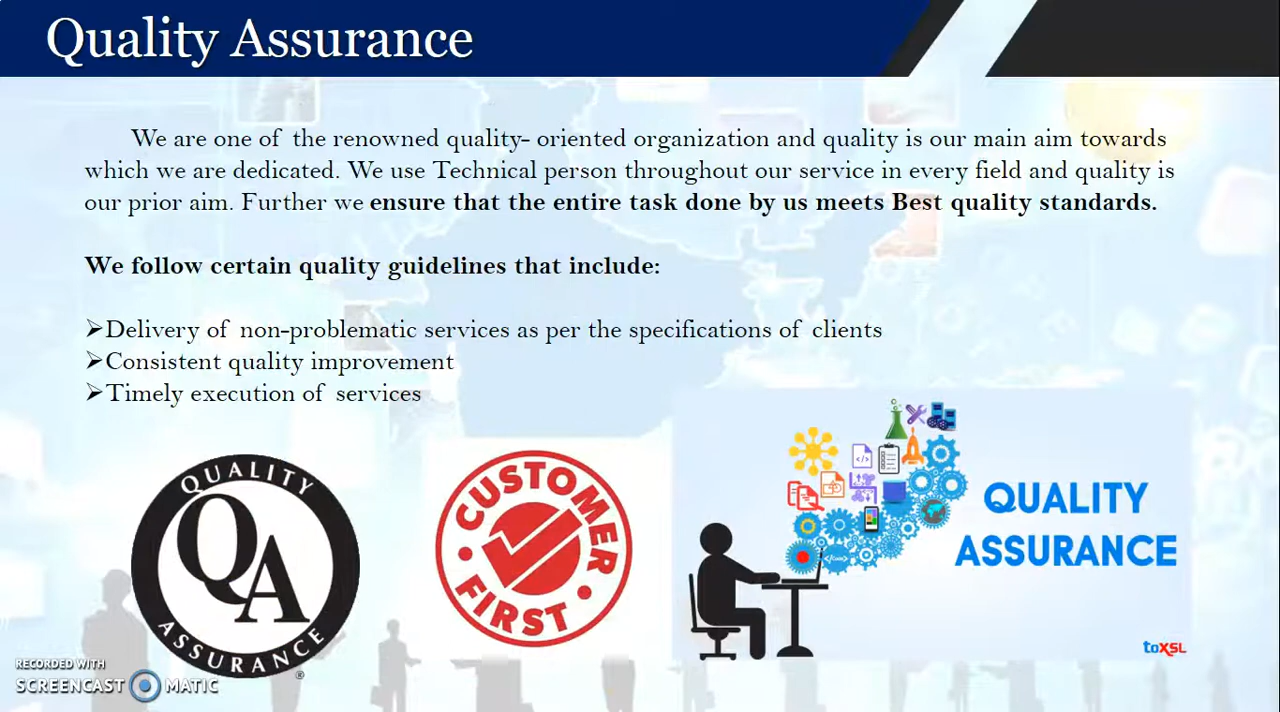 Quality Assurance
We are one of the renowned quality- oriented organization and quality is our main aim towards
which we are dedicated. We use Technical person throughout our service in every field and quality is
our prior aim. Further we ensure that the entire task done by us meets Best quality standards.
We follow certain quality guidelines that include:
➢Delivery of non-problematic services as per the specifications of clients
➢Consistent quality improvement
➢Timely execution of services
QUALITY
QA
ASSURANCE
®
CUSTOMER
FIRST
QUALITY
ASSURANCE
</>
</>
toXSL
RECORDED WITH
SCREENCAST MATIC